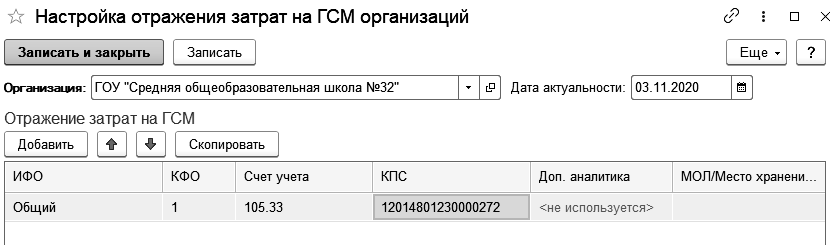 Настройка отражения затрат на ГСМ организаций
Записать и закрыть Записать Еще ?
Организация: ГОУ "Средняя общеобразовательная школа №32" Дата актуальности: 03.11.2020
Отражение затрат на ГСМ
Добавить Скопировать
ИФО КФО Счет учета КПС Доп. аналитика МОЛ/Место хранени...
Общий 1 105.33 12014801230000272 <не используется>